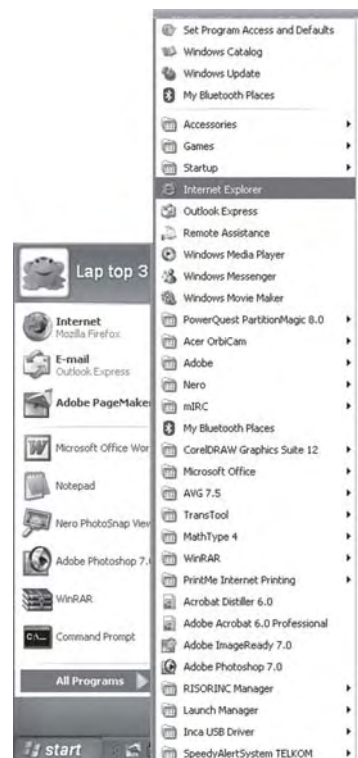 Set Program Access and Defaults
Windows Catalog
Windows Update
My Bluetooth Places
Accessories
Games
Startup
Internet Explorer
Outlook Express
Remote Assistance
Windows Media Player
Windows Messenger
Windows Movie Maker
PowerQuest PartitionMagic 8.0
Acer OrbiCam
Adobe
Nero
mIRC
My Bluetooth Places
CorelDRAW Graphics Suite 12
Microsoft Office
AVG 7.5
TransTool
MathType 4
WinRAR
PrintMe Internet Printing
Acrobat Distiller 6.0
Adobe Acrobat 6.0 Professional
Adobe ImageReady 7.0
Adobe Photoshop 7.0
RISORINC Manager
Launch Manager
Inca USB Driver
SpeedyAlertSystem TELKOM
Lap top 3
Internet
Mozilla Firefox
E-mail
Outlook Express
Adobe PageMake
Microsoft Office Wor
Notepad
Nero PhotoSnap View
Adobe Photoshop 7.
WinRAR
C:\_
Command Prompt
All Programs
start